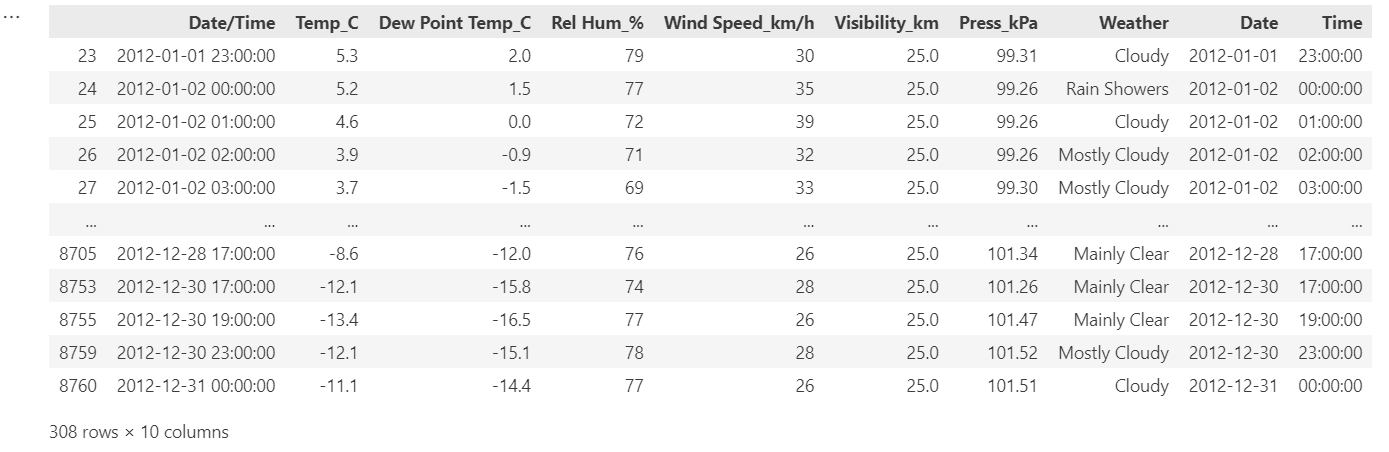 ...
Date/Time Temp_C Dew Point Temp_C Rel Hum_% Wind Speed_km/h Visibility_km Press_kPa Weather Date Time
23 2012-01-01 23:00:00 5.3 2.0 79 30 25.0 99.31 Cloudy 2012-01-01 23:00:00
24 2012-01-02 00:00:00 5.2 1.5 77 35 25.0 99.26 Rain Showers 2012-01-02 00:00:00
25 2012-01-02 01:00:00 4.6 0.0 72 39 25.0 99.26 Cloudy 2012-01-02 01:00:00
26 2012-01-02 02:00:00 3.9 -0.9 71 32 25.0 99.26 Mostly Cloudy 2012-01-02 02:00:00
27 2012-01-02 03:00:00 3.7 -1.5 69 33 25.0 99.30 Mostly Cloudy 2012-01-02 03:00:00
... ... ... ... ... ... ... ... ... ... ...
8705 2012-12-28 17:00:00 -8.6 -12.0 76 26 25.0 101.34 Mainly Clear 2012-12-28 17:00:00
8753 2012-12-30 17:00:00 -12.1 -15.8 74 28 25.0 101.26 Mainly Clear 2012-12-30 17:00:00
8755 2012-12-30 19:00:00 -13.4 -16.5 77 26 25.0 101.47 Mainly Clear 2012-12-30 19:00:00
8759 2012-12-30 23:00:00 -12.1 -15.1 78 28 25.0 101.52 Mostly Cloudy 2012-12-30 23:00:00
8760 2012-12-31 00:00:00 -11.1 -14.4 77 26 25.0 101.51 Cloudy 2012-12-31 00:00:00
308 rows × 10 columns